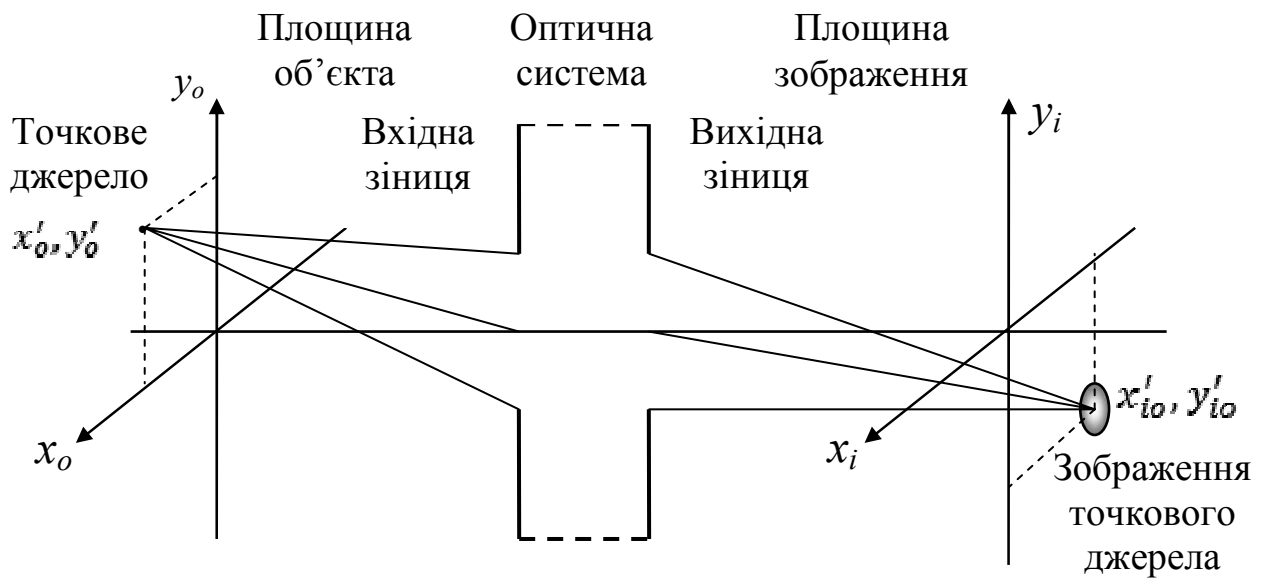 Площина
об’єкта
Оптична
система
Площина
зображення
yₒ
Точкове
джерело
Вхідна
зіниця
Вихідна
зіниця
yᵢ
x′ₒ, y′ₒ
xₒ
xᵢ
x′ᵢₒ, y′ᵢₒ
Зображення
точкового
джерела